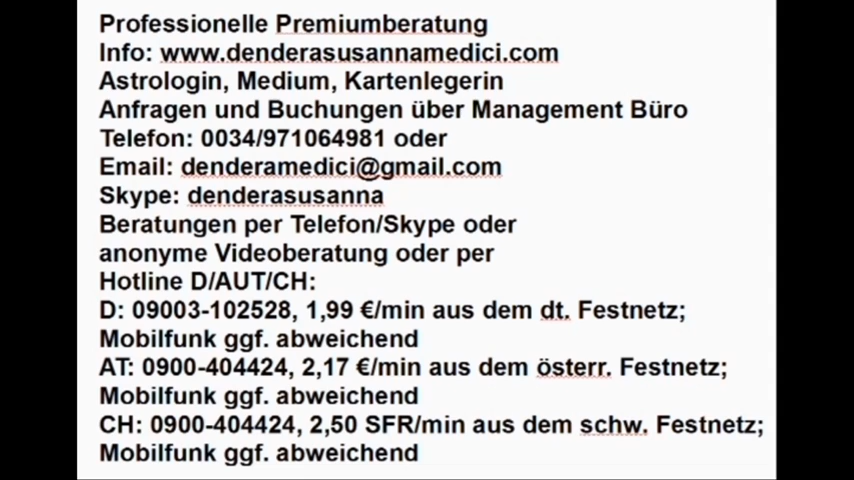 Professionelle Premiumberatung
Info: www.denderasusannamedici.com
Astrologin, Medium, Kartenlegerin
Anfragen und Buchungen über Management Büro
Telefon: 0034/971064981 oder
Email: denderamedici@gmail.com
Skype: denderasusanna
Beratungen per Telefon/Skype oder
anonyme Videoberatung oder per
Hotline D/AUT/CH:
D: 09003-102528, 1,99 €/min aus dem dt. Festnetz;
Mobilfunk ggf. abweichend
AT: 0900-404424, 2,17 €/min aus dem österr. Festnetz;
Mobilfunk ggf. abweichend
CH: 0900-404424, 2,50 SFR/min aus dem schw. Festnetz;
Mobilfunk ggf. abweichend